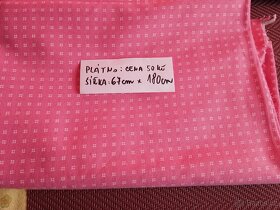 PLÁTNO: CENA 50 Kč
ŠÍŘKA: 67cm x 180cm